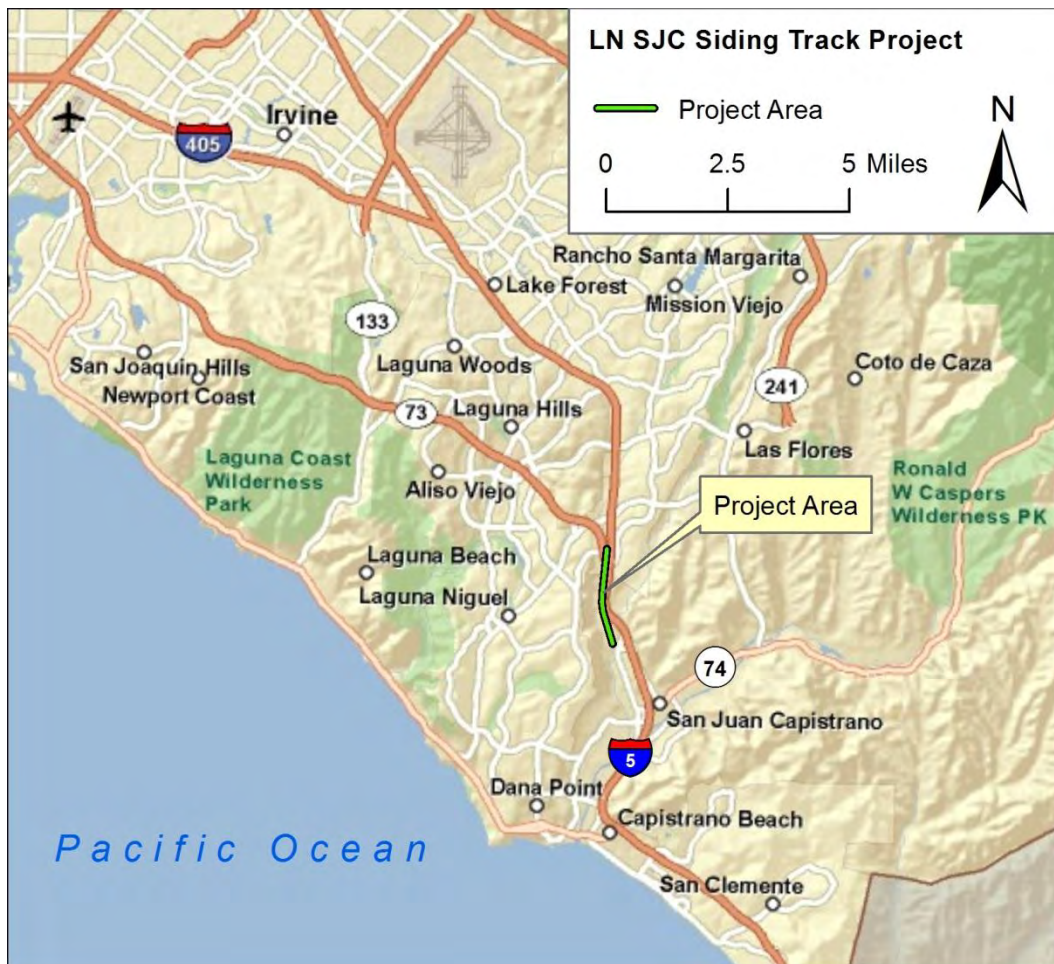 LN SJC Siding Track Project
Project Area
N
0 2.5 5 Miles
Irvine
405
Rancho Santa Margarita
Lake Forest
Mission Viejo
133
San Joaquin Hills
Laguna Woods
Coto de Caza
Newport Coast
241
73
Laguna Hills
Las Flores
Laguna Coast
Wilderness
Park
Aliso Viejo
Ronald
W Caspers
Wilderness PK
Project Area
Laguna Beach
Laguna Niguel
74
San Juan Capistrano
5
Dana Point
Capistrano Beach
Pacific Ocean
San Clemente